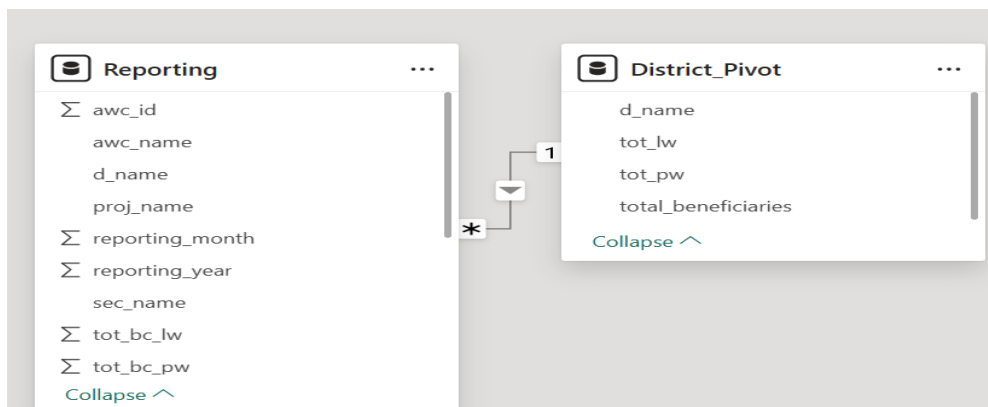 Reporting ...
Σ awc_id
awc_name
d_name
proj_name
Σ reporting_month
Σ reporting_year
sec_name
Σ tot_bc_lw
Σ tot_bc_pw
Collapse
*
1
District_Pivot ...
d_name
tot_lw
tot_pw
total_beneficiaries
Collapse